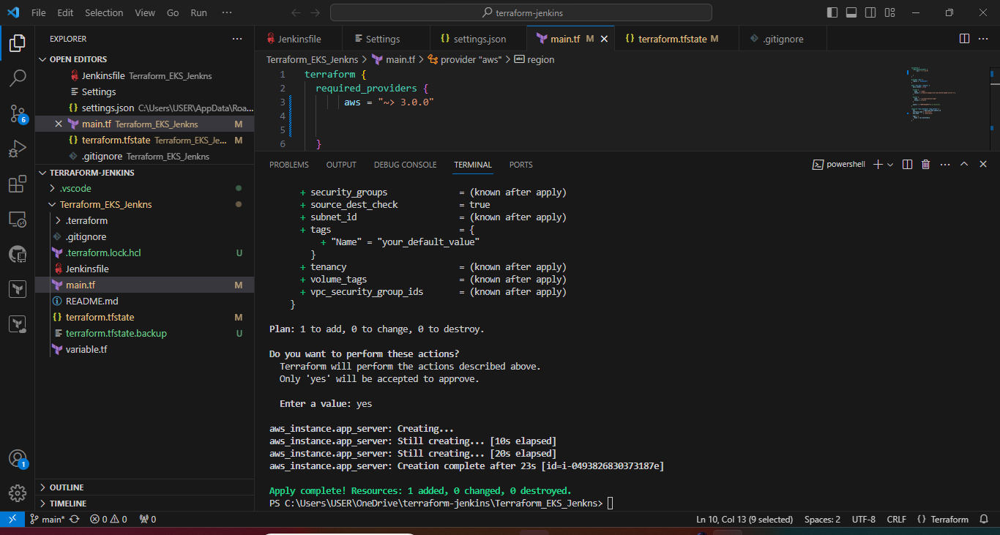 File Edit Selection View Go Run ··· terraform-jenkins
EXPLORER ···
OPEN EDITORS
Jenkinsfile Terraform_EKS_Jenkns
Settings
{} settings.json C:\Users\USER\AppData\Roa...
main.tf Terraform_EKS_Jenkns M
{} terraform.tfstate Terraform_EKS_Je... M
.gitignore Terraform_EKS_Jenkns
TERRAFORM-JENKINS
.vscode
Terraform_EKS_Jenkns
.terraform
.gitignore
.terraform.lock.hcl U
Jenkinsfile
main.tf M
README.md
{} terraform.tfstate M
terraform.tfstate.backup U
variable.tf
OUTLINE
TIMELINE
6
1
Jenkinsfile Settings {} settings.json main.tf M {} terraform.tfstate M .gitignore
Terraform_EKS_Jenkns > main.tf > provider "aws" > region
1 terraform {
2 required_providers {
3 aws = "~> 3.0.0"
4
5
6 }
PROBLEMS OUTPUT DEBUG CONSOLE TERMINAL PORTS powershell
+ security_groups = (known after apply)
+ source_dest_check = true
+ subnet_id = (known after apply)
+ tags = {
+ "Name" = "your_default_value"
}
+ tenancy = (known after apply)
+ volume_tags = (known after apply)
+ vpc_security_group_ids = (known after apply)
}
Plan: 1 to add, 0 to change, 0 to destroy.
Do you want to perform these actions?
Terraform will perform the actions described above.
Only 'yes' will be accepted to approve.
Enter a value: yes
aws_instance.app_server: Creating...
aws_instance.app_server: Still creating... [10s elapsed]
aws_instance.app_server: Still creating... [20s elapsed]
aws_instance.app_server: Creation complete after 23s [id=i-0493826830373187e]
Apply complete! Resources: 1 added, 0 changed, 0 destroyed.
PS C:\Users\USER\OneDrive\terraform-jenkins\Terraform_EKS_Jenkns>
main* 0 0 0 Ln 10, Col 13 (9 selected) Spaces: 2 UTF-8 CRLF {} Terraform